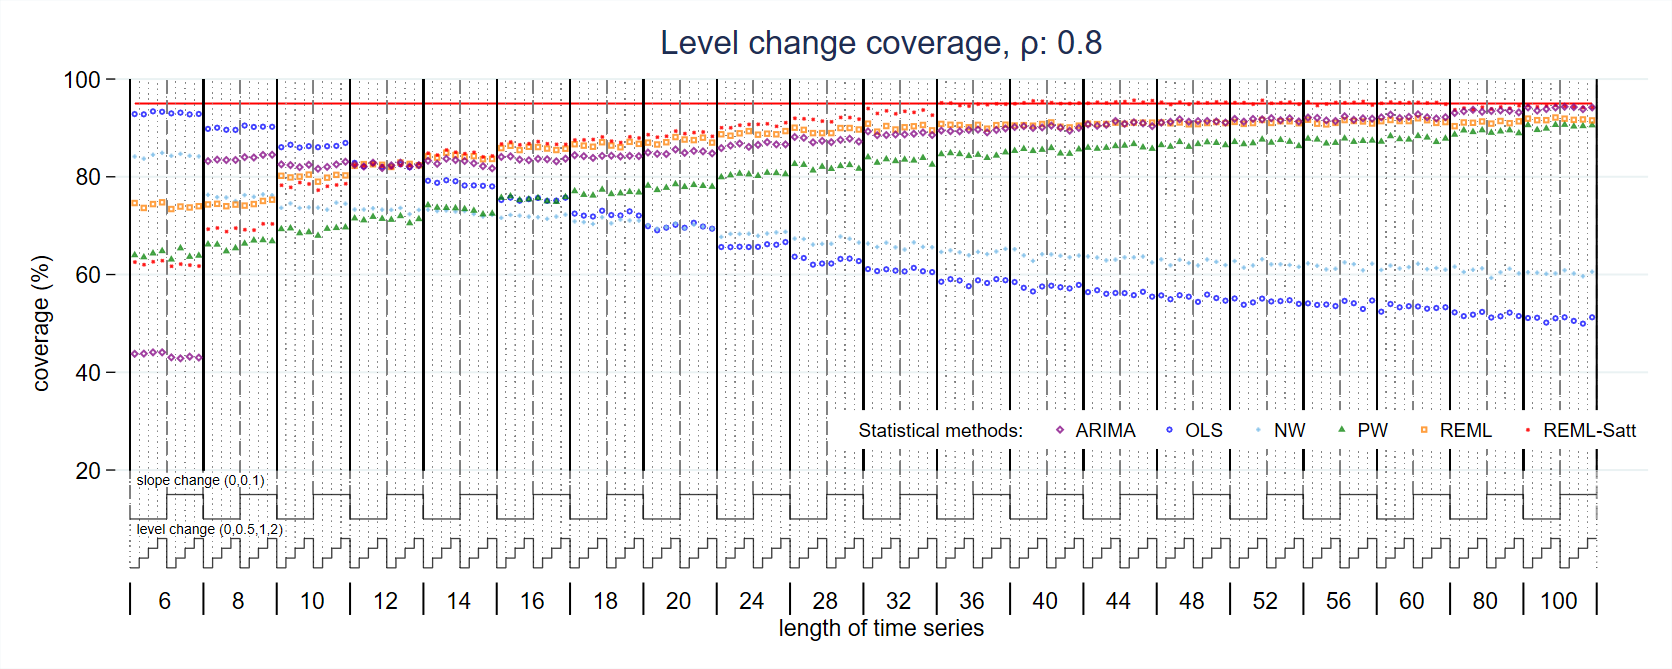 Level change coverage, ρ: 0.8
100
80
60
40
20
coverage (%)
Statistical methods: ARIMA OLS NW PW REML REML-Satt
slope change (0,0.1)
level change (0,0.5,1,2)
6 8 10 12 14 16 18 20 24 28 32 36 40 44 48 52 56 60 80 100
length of time series